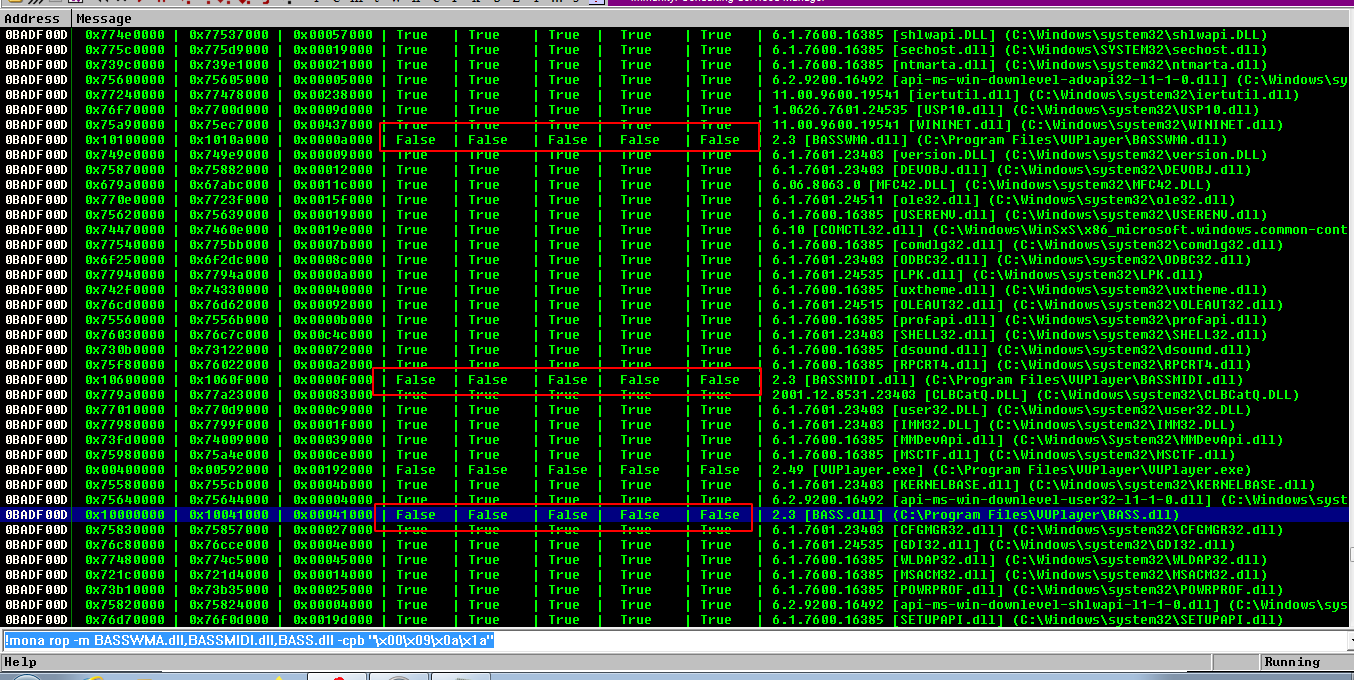 Address Message
0BADF00D 0x774e0000 | 0x77537000 | 0x00057000 | True | True | True | True | True | 6.1.7600.16385 [shlwapi.DLL] (C:\Windows\system32\shlwapi.DLL)
0BADF00D 0x775c0000 | 0x775d9000 | 0x00019000 | True | True | True | True | True | 6.1.7600.16385 [sechost.dll] (C:\Windows\SYSTEM32\sechost.dll)
0BADF00D 0x739c0000 | 0x739e1000 | 0x00021000 | True | True | True | True | True | 6.1.7600.16385 [ntmarta.dll] (C:\Windows\system32\ntmarta.dll)
0BADF00D 0x75600000 | 0x75605000 | 0x00005000 | True | True | True | True | True | 6.2.9200.16492 [api-ms-win-downlevel-advapi32-l1-1-0.dll] (C:\Windows\sy
0BADF00D 0x77240000 | 0x77478000 | 0x00238000 | True | True | True | True | True | 11.00.9600.19541 [iertutil.dll] (C:\Windows\system32\iertutil.dll)
0BADF00D 0x76f70000 | 0x7700d000 | 0x0009d000 | True | True | True | True | True | 1.0626.7601.24535 [USP10.dll] (C:\Windows\system32\USP10.dll)
0BADF00D 0x75a90000 | 0x75ec7000 | 0x00437000 | True | True | True | True | True | 11.00.9600.19541 [WININET.dll] (C:\Windows\system32\WININET.dll)
0BADF00D 0x10100000 | 0x1010a000 | 0x0000a000 | False | False | False | False | False | 2.3 [BASSWMA.dll] (C:\Program Files\VUPlayer\BASSWMA.dll)
0BADF00D 0x749e0000 | 0x749e9000 | 0x00009000 | True | True | True | True | True | 6.1.7601.23403 [version.DLL] (C:\Windows\system32\version.DLL)
0BADF00D 0x75870000 | 0x75882000 | 0x00012000 | True | True | True | True | True | 6.1.7601.23403 [DEVOBJ.dll] (C:\Windows\system32\DEVOBJ.dll)
0BADF00D 0x679a0000 | 0x67abc000 | 0x0011c000 | True | True | True | True | True | 6.06.8063.0 [MFC42.DLL] (C:\Windows\system32\MFC42.DLL)
0BADF00D 0x770e0000 | 0x7723f000 | 0x0015f000 | True | True | True | True | True | 6.1.7601.24511 [ole32.dll] (C:\Windows\system32\ole32.dll)
0BADF00D 0x75620000 | 0x75639000 | 0x00019000 | True | True | True | True | True | 6.1.7600.16385 [USERENV.dll] (C:\Windows\system32\USERENV.dll)
0BADF00D 0x74470000 | 0x7460e000 | 0x0019e000 | True | True | True | True | True | 6.10 [COMCTL32.dll] (C:\Windows\WinSxS\x86_microsoft.windows.common-cont
0BADF00D 0x77540000 | 0x775bb000 | 0x0007b000 | True | True | True | True | True | 6.1.7600.16385 [comdlg32.dll] (C:\Windows\system32\comdlg32.dll)
0BADF00D 0x6f250000 | 0x6f2dc000 | 0x0008c000 | True | True | True | True | True | 6.1.7601.23403 [ODBC32.dll] (C:\Windows\system32\ODBC32.dll)
0BADF00D 0x77940000 | 0x7794a000 | 0x0000a000 | True | True | True | True | True | 6.1.7601.24535 [LPK.dll] (C:\Windows\system32\LPK.dll)
0BADF00D 0x742f0000 | 0x74330000 | 0x00040000 | True | True | True | True | True | 6.1.7600.16385 [uxtheme.dll] (C:\Windows\system32\uxtheme.dll)
0BADF00D 0x76cd0000 | 0x76d62000 | 0x00092000 | True | True | True | True | True | 6.1.7601.24515 [OLEAUT32.dll] (C:\Windows\system32\OLEAUT32.dll)
0BADF00D 0x75560000 | 0x7556b000 | 0x0000b000 | True | True | True | True | True | 6.1.7600.16385 [profapi.dll] (C:\Windows\system32\profapi.dll)
0BADF00D 0x76030000 | 0x76c7c000 | 0x00c4c000 | True | True | True | True | True | 6.1.7601.23403 [SHELL32.dll] (C:\Windows\system32\SHELL32.dll)
0BADF00D 0x730b0000 | 0x73122000 | 0x00072000 | True | True | True | True | True | 6.1.7600.16385 [dsound.dll] (C:\Windows\system32\dsound.dll)
0BADF00D 0x75f80000 | 0x76022000 | 0x000a2000 | True | True | True | True | True | 6.1.7600.16385 [RPCRT4.dll] (C:\Windows\system32\RPCRT4.dll)
0BADF00D 0x10600000 | 0x1060f000 | 0x0000f000 | False | False | False | False | False | 2.3 [BASSMIDI.dll] (C:\Program Files\VUPlayer\BASSMIDI.dll)
0BADF00D 0x779a0000 | 0x77a23000 | 0x00083000 | True | True | True | True | True | 2001.12.8531.23403 [CLBCatQ.DLL] (C:\Windows\system32\CLBCatQ.DLL)
0BADF00D 0x77010000 | 0x770d9000 | 0x000c9000 | True | True | True | True | True | 6.1.7601.23403 [user32.DLL] (C:\Windows\system32\user32.DLL)
0BADF00D 0x77980000 | 0x7799f000 | 0x0001f000 | True | True | True | True | True | 6.1.7601.23403 [IMM32.DLL] (C:\Windows\system32\IMM32.DLL)
0BADF00D 0x73fd0000 | 0x74009000 | 0x00039000 | True | True | True | True | True | 6.1.7600.16385 [MMDevApi.dll] (C:\Windows\system32\MMDevApi.dll)
0BADF00D 0x75980000 | 0x75a4e000 | 0x000ce000 | True | True | True | True | True | 6.1.7600.16385 [MSCTF.dll] (C:\Windows\system32\MSCTF.dll)
0BADF00D 0x00400000 | 0x00592000 | 0x00192000 | False | False | False | False | False | 2.49 [VUPlayer.exe] (C:\Program Files\VUPlayer\VUPlayer.exe)
0BADF00D 0x75580000 | 0x755cb000 | 0x0004b000 | True | True | True | True | True | 6.1.7600.16385 [KERNELBASE.dll] (C:\Windows\system32\KERNELBASE.dll)
0BADF00D 0x75640000 | 0x75644000 | 0x00004000 | True | True | True | True | True | 6.2.9200.16492 [api-ms-win-downlevel-user32-l1-1-0.dll] (C:\Windows\syst
0BADF00D 0x10000000 | 0x10041000 | 0x00041000 | False | False | False | False | False | 2.3 [BASS.dll] (C:\Program Files\VUPlayer\BASS.dll)
0BADF00D 0x75830000 | 0x75857000 | 0x00027000 | True | True | True | True | True | 6.1.7601.23403 [CFGMGR32.dll] (C:\Windows\system32\CFGMGR32.dll)
0BADF00D 0x76c80000 | 0x76cce000 | 0x0004e000 | True | True | True | True | True | 6.1.7601.24535 [GDI32.dll] (C:\Windows\system32\GDI32.dll)
0BADF00D 0x77480000 | 0x774c5000 | 0x00045000 | True | True | True | True | True | 6.1.7600.16385 [WLDAP32.dll] (C:\Windows\system32\WLDAP32.dll)
0BADF00D 0x721c0000 | 0x721d4000 | 0x00014000 | True | True | True | True | True | 6.1.7600.16385 [MSACM32.dll] (C:\Windows\system32\MSACM32.dll)
0BADF00D 0x73b10000 | 0x73b35000 | 0x00025000 | True | True | True | True | True | 6.1.7600.16385 [POWRPROF.dll] (C:\Windows\system32\POWRPROF.dll)
0BADF00D 0x75820000 | 0x75824000 | 0x00004000 | True | True | True | True | True | 6.2.9200.16492 [api-ms-win-downlevel-shlwapi-l1-1-0.dll] (C:\Windows\sys
0BADF00D 0x76d70000 | 0x76f0d000 | 0x0019d000 | True | True | True | True | True | 6.1.7600.16385 [SETUPAPI.dll] (C:\Windows\system32\SETUPAPI.dll)
!mona rop -m BASSWMA.dll,BASSMIDI.dll,BASS.dll -cpb "\x00\x09\x0a\x1a"
Help Running